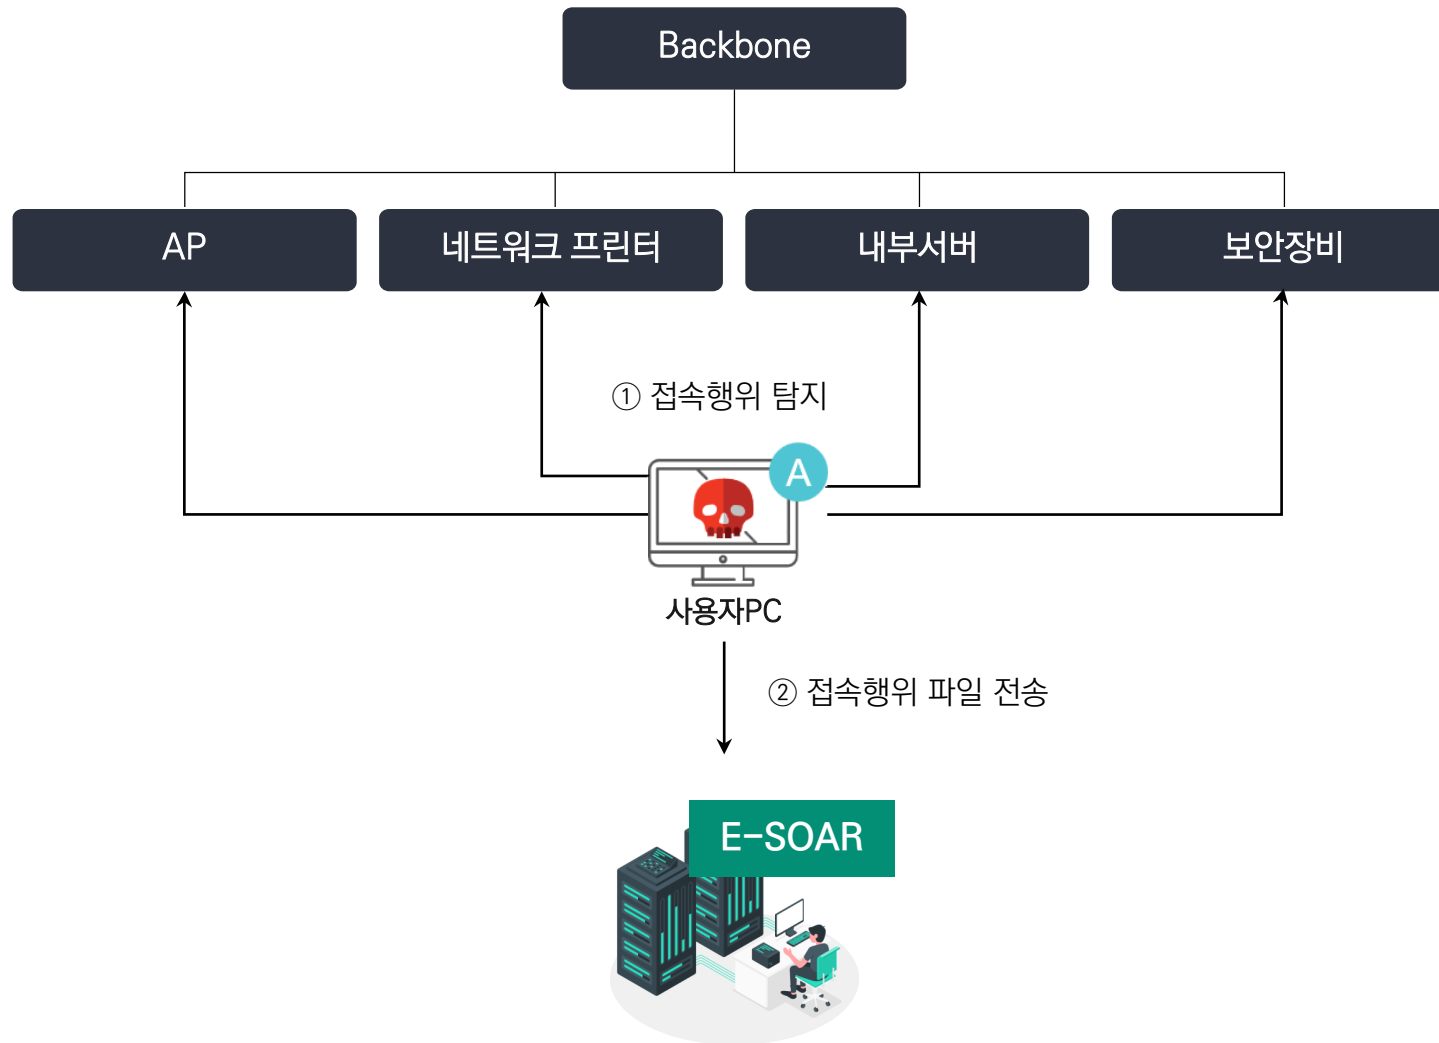 Backbone
AP
네트워크 프린터
내부서버
보안장비
① 접속행위 탐지
A
사용자PC
② 접속행위 파일 전송
E-SOAR